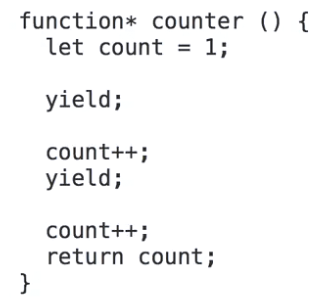 function* counter () {
  let count = 1;

  yield;

  count++;
  yield;

  count++;
  return count;
}